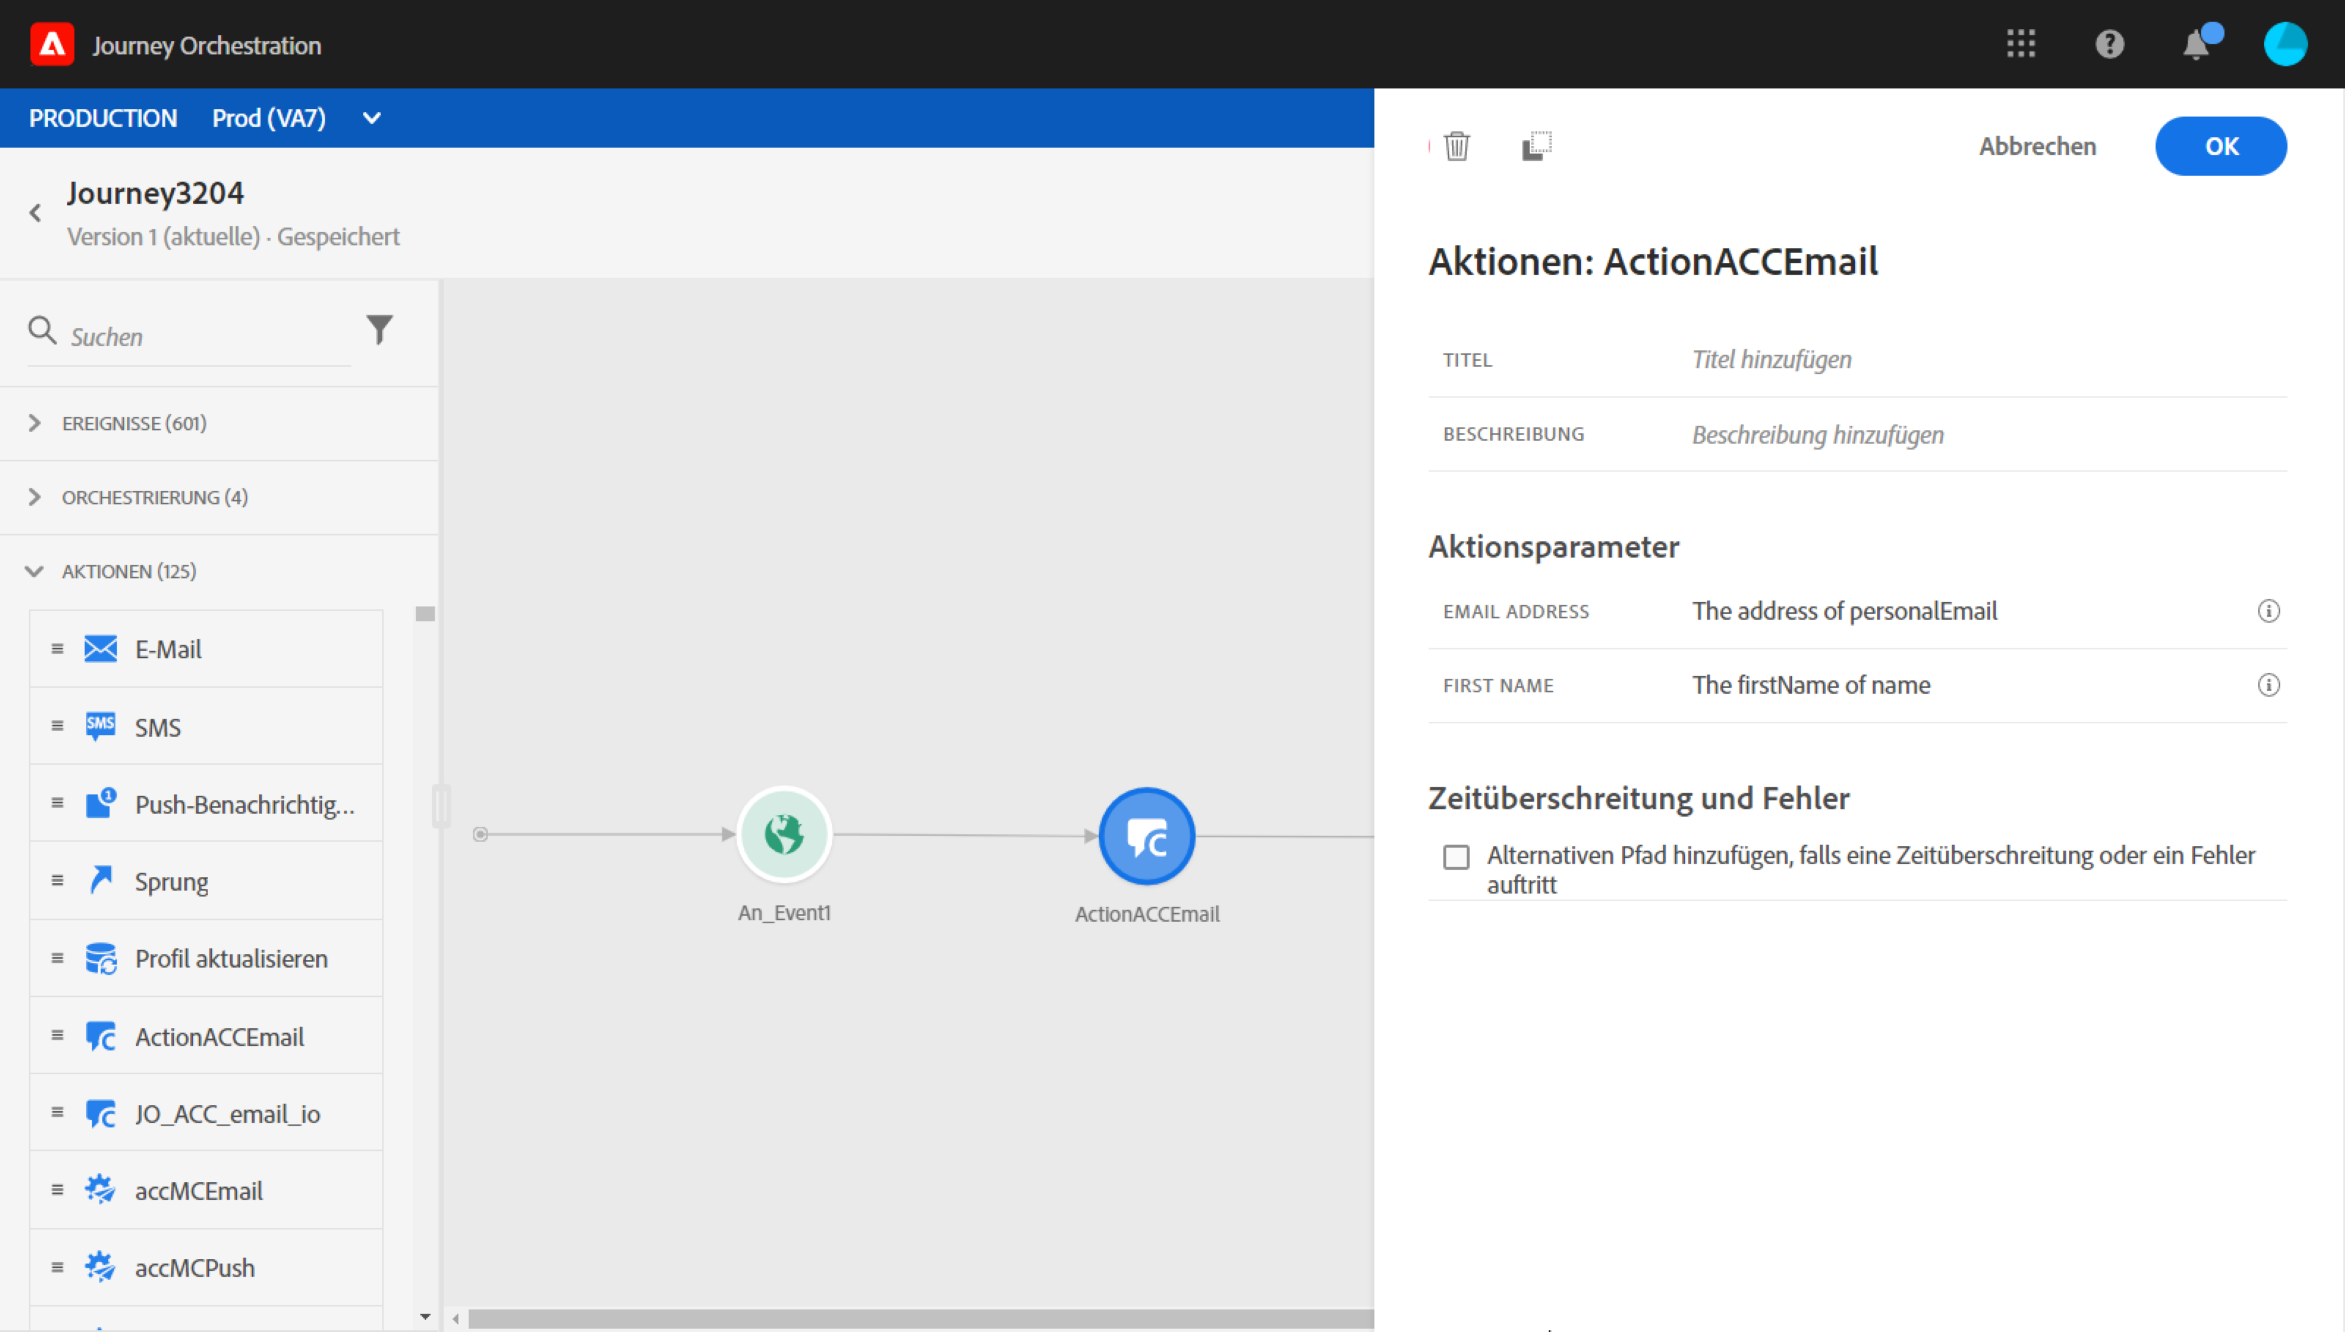 Journey Orchestration
PRODUCTION Prod (VA7)
Abbrechen OK
Journey3204
Version 1 (aktuelle) · Gespeichert
Suchen
EREIGNISSE (601)
ORCHESTRIERUNG (4)
AKTIONEN (125)
E-Mail
SMS
SMS
1
Push-Benachrichtig...
Sprung
Profil aktualisieren
ActionACCEmail
JO_ACC_email_io
accMCEmail
accMCPush
An_Event1
ActionACCEmail
Aktionen: ActionACCEmail
TITEL Titel hinzufügen
BESCHREIBUNG Beschreibung hinzufügen
Aktionsparameter
EMAIL ADDRESS The address of personalEmail
FIRST NAME The firstName of name
Zeitüberschreitung und Fehler
Alternativen Pfad hinzufügen, falls eine Zeitüberschreitung oder ein Fehler
auftritt